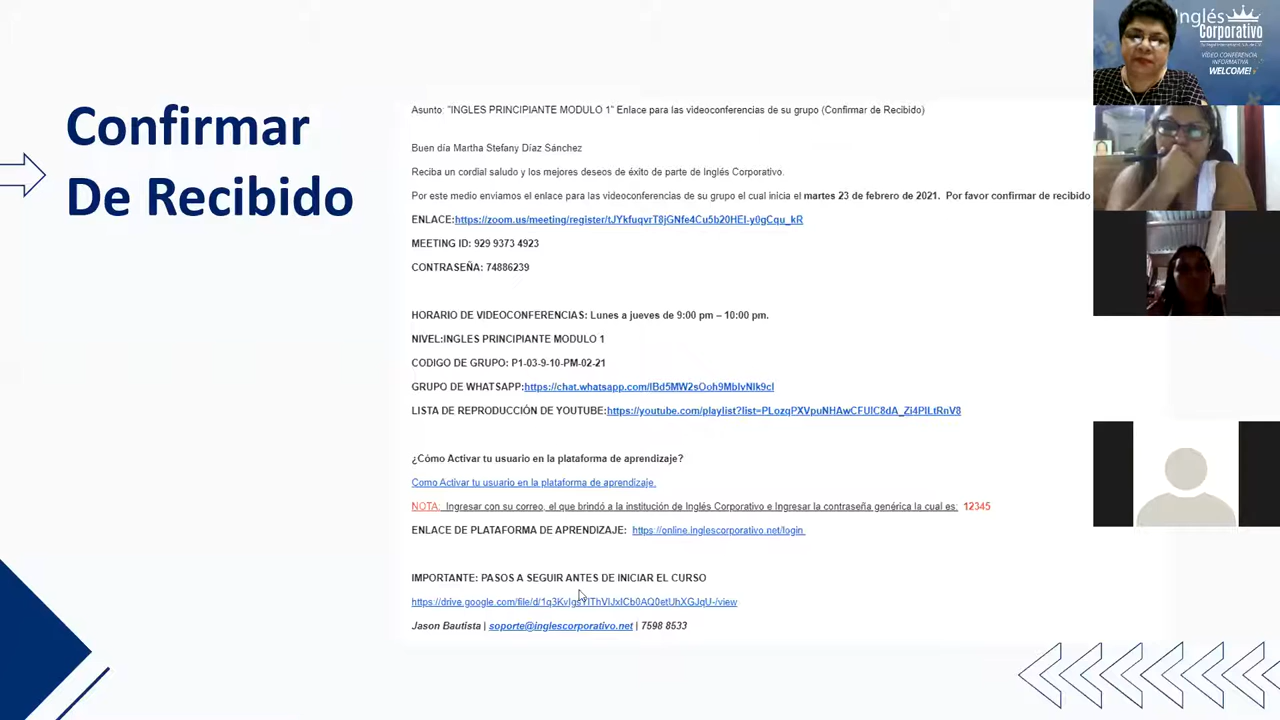 Confirmar
De Recibido
Asunto: "INGLES PRINCIPIANTE MODULO 1" Enlace para las videoconferencias de su grupo (Confirmar de Recibido)
Buen día Martha Stefany Díaz Sánchez
Reciba un cordial saludo y los mejores deseos de éxito de parte de Inglés Corporativo.
Por este medio enviamos el enlace para las videoconferencias de su grupo el cual inicia el martes 23 de febrero de 2021. Por favor confirmar de recibido
ENLACE:https://zoom.us/meeting/register/tJYkfuqvrT8jGNfe4Cu5b20HEI-y0gCqu_kR
MEETING ID: 929 9373 4923
CONTRASEÑA: 74886239
HORARIO DE VIDEOCONFERENCIAS: Lunes a jueves de 9:00 pm – 10:00 pm.
NIVEL:INGLES PRINCIPIANTE MODULO 1
CODIGO DE GRUPO: P1-03-9-10-PM-02-21
GRUPO DE WHATSAPP:https://chat.whatsapp.com/IBd5MW2sOoh9MbIvNlk9cI
LISTA DE REPRODUCCIÓN DE YOUTUBE:https://youtube.com/playlist?list=PLozqPXVpuNHAwCFUlC8dA_Zi4PILtRnV8
¿Cómo Activar tu usuario en la plataforma de aprendizaje?
Como Activar tu usuario en la plataforma de aprendizaje.
NOTA: Ingresar con su correo, el que brindó a la institución de Inglés Corporativo e Ingresar la contraseña genérica la cual es: 12345
ENLACE DE PLATAFORMA DE APRENDIZAJE: https://online.inglescorporativo.net/login
IMPORTANTE: PASOS A SEGUIR ANTES DE INICIAR EL CURSO
Jason Bautista | soporte@inglescorporativo.net | 7598 8533
Inglés
Corporativo
VÍDEO CONFERENCIA
INFORMATIVA
WELCOME!